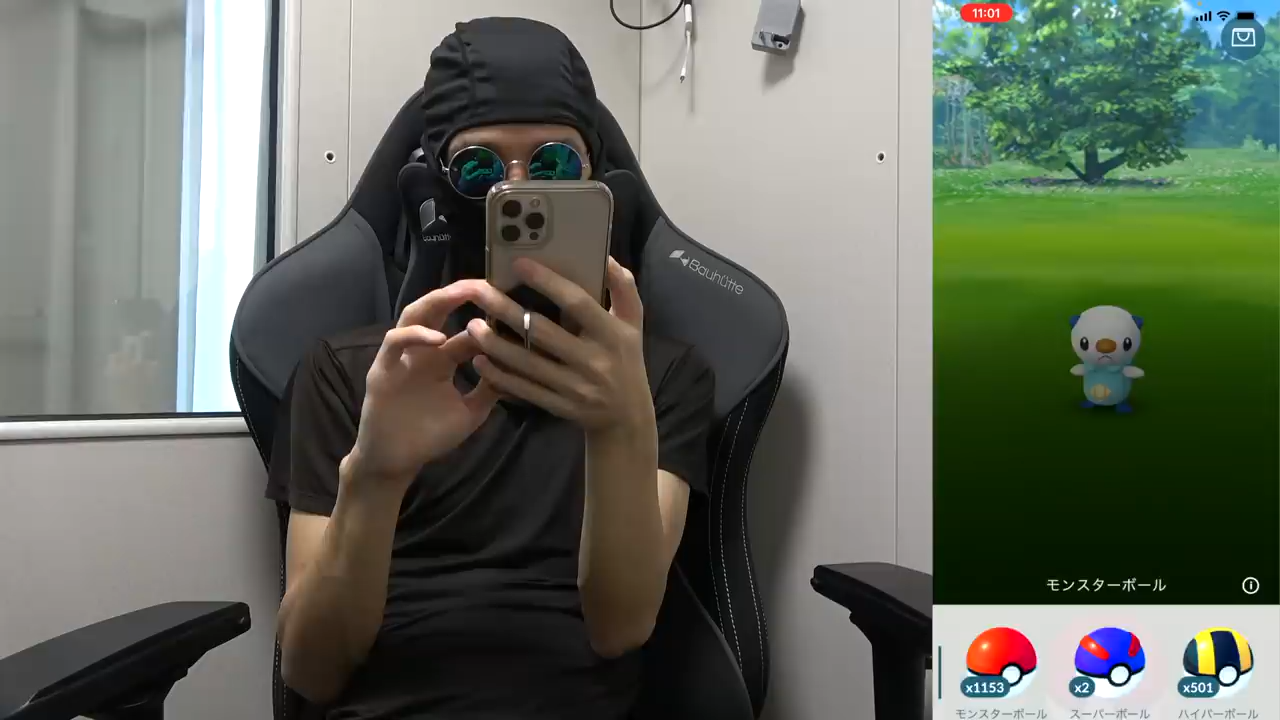 11:01
Bauhütte
Bauhütte
モンスターボール
x1153
x2
x501
モンスターボール
スーパーボール
ハイパーボール